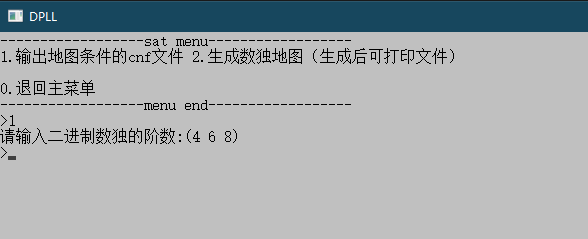 DPLL
------------------sat menu------------------
1.输出地图条件的cnf文件 2.生成数独地图（生成后可打印文件）
0.退回主菜单
------------------menu end------------------
>1
请输入二进制数独的阶数:(4 6 8)
>